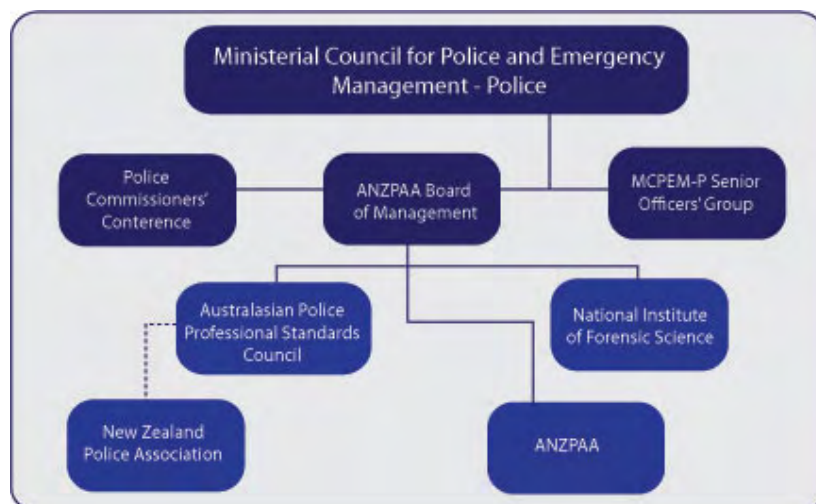 Ministerial Council for Police and Emergency
Management - Police
Police
Commissioners'
Conterence
ANZPAA Board
of Management
MCPEM-P Senior
Officers' Group
Australasian Police
Professional Standards
Council
National Institute
of Forensic Science
New Zealand
Police Association
ANZPAA